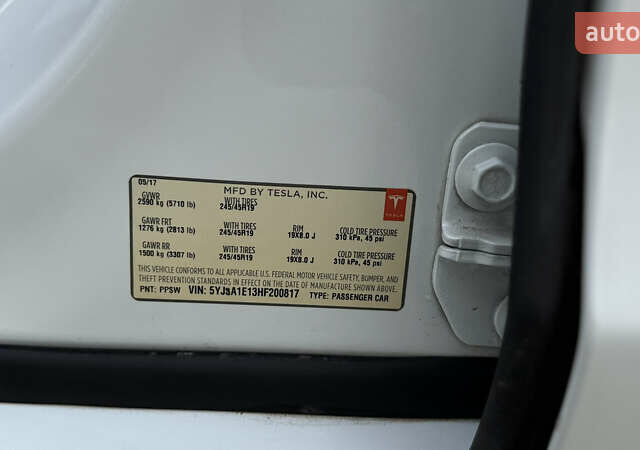 auto
05/17
MFD BY TESLA, INC.
GVWR
2590 kg (5710 lb)
WITH TIRES
245/45R19
TESLA
GAWR FRT
1276 kg (2813 lb)
WITH TIRES
245/45R19
RIM
19X8.0 J
COLD TIRE PRESSURE
310 kPa, 45 psi
GAWR RR
1500 kg (3307 lb)
WITH TIRES
245/45R19
RIM
19X8.0 J
COLD TIRE PRESSURE
310 kPa, 45 psi
THIS VEHICLE CONFORMS TO ALL APPLICABLE U.S. FEDERAL MOTOR VEHICLE SAFETY, BUMPER, AND
THEFT PREVENTION STANDARDS IN EFFECT ON THE DATE OF MANUFACTURE SHOWN ABOVE.
PNT: PPSW VIN: 5YJSA1E13HF200817 TYPE: PASSENGER CAR